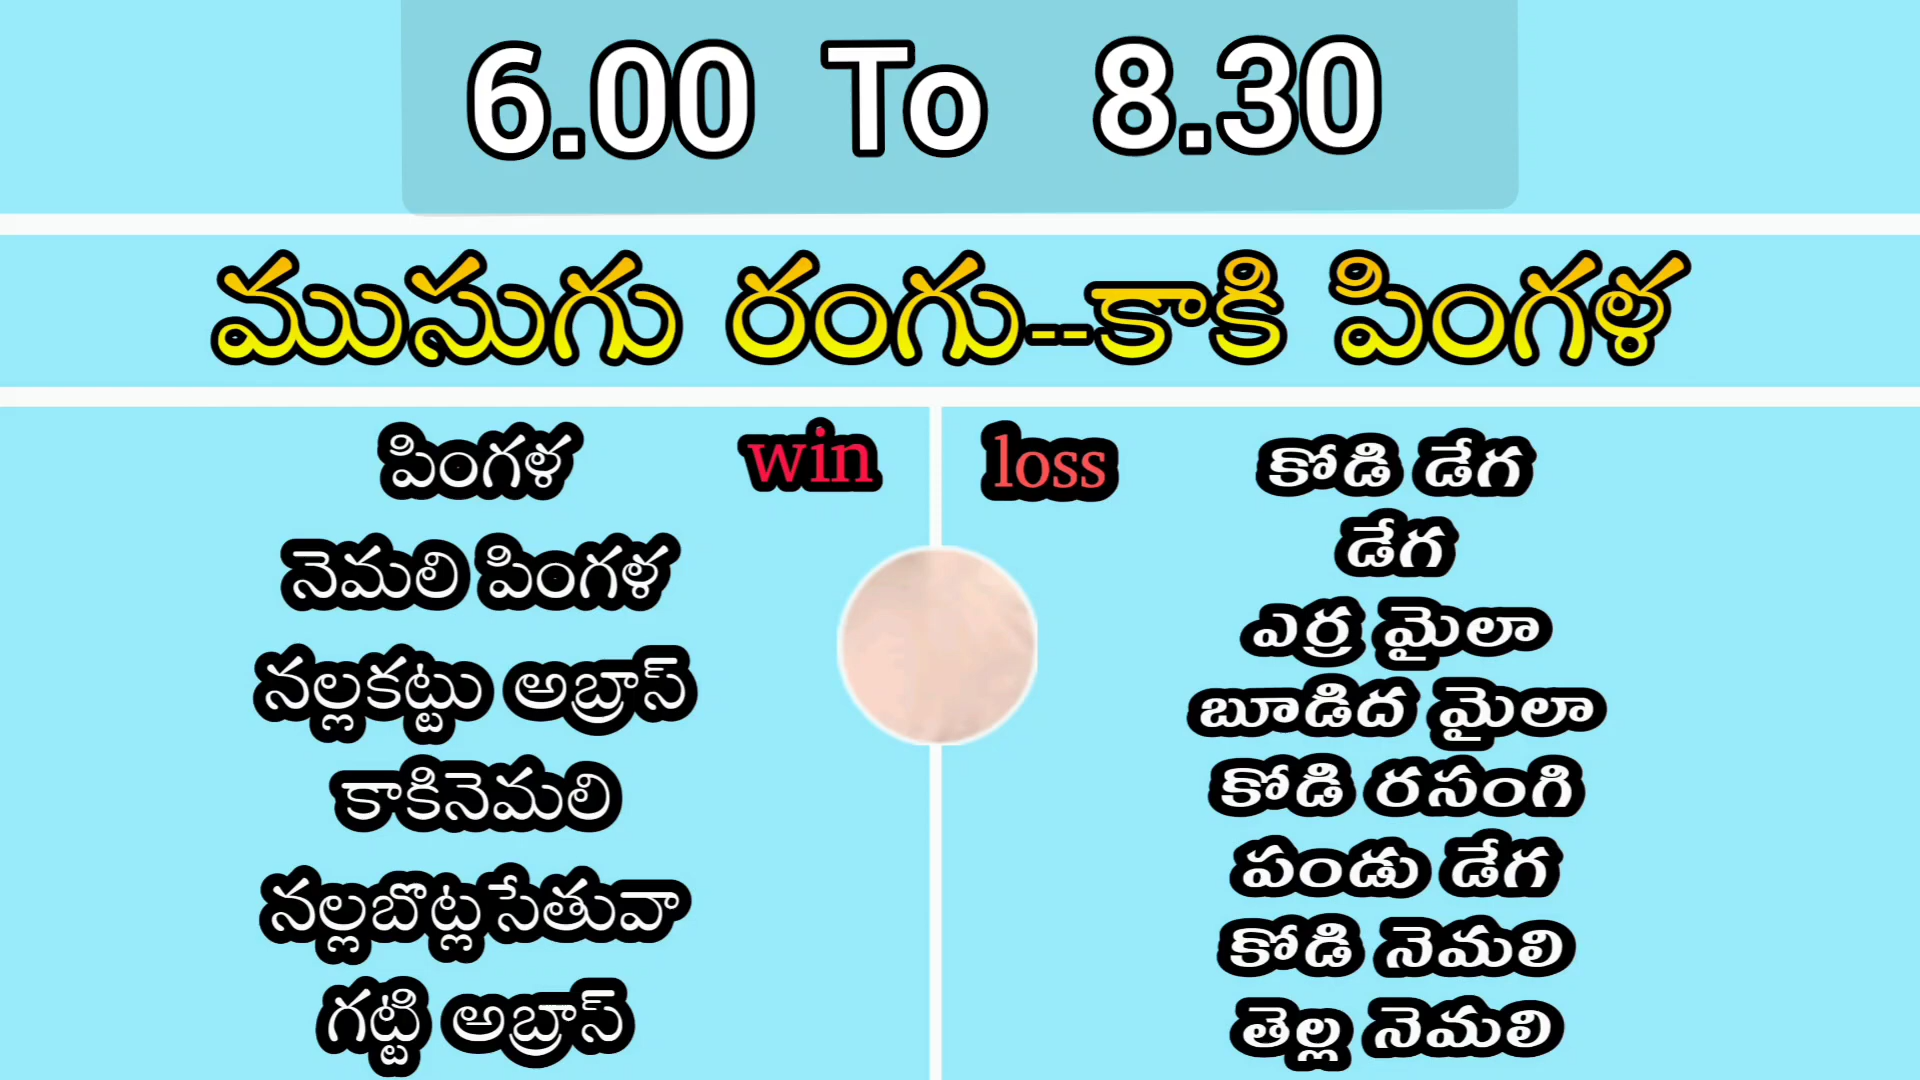 6.00 To 8.30
ముసుగు రంగు--కాకి పింగళ
పింగళ win
నెమలి పింగళ
నల్లకట్టు అబ్రాస్
కాకినెమలి
నల్లబొట్లసేతువా
గట్టి అబ్రాస్
loss కోడి డేగ
డేగ
ఎర్ర మైలా
బూడిద మైలా
కోడి రసంగి
పండు డేగ
కోడి నెమలి
తెల్ల నెమలి